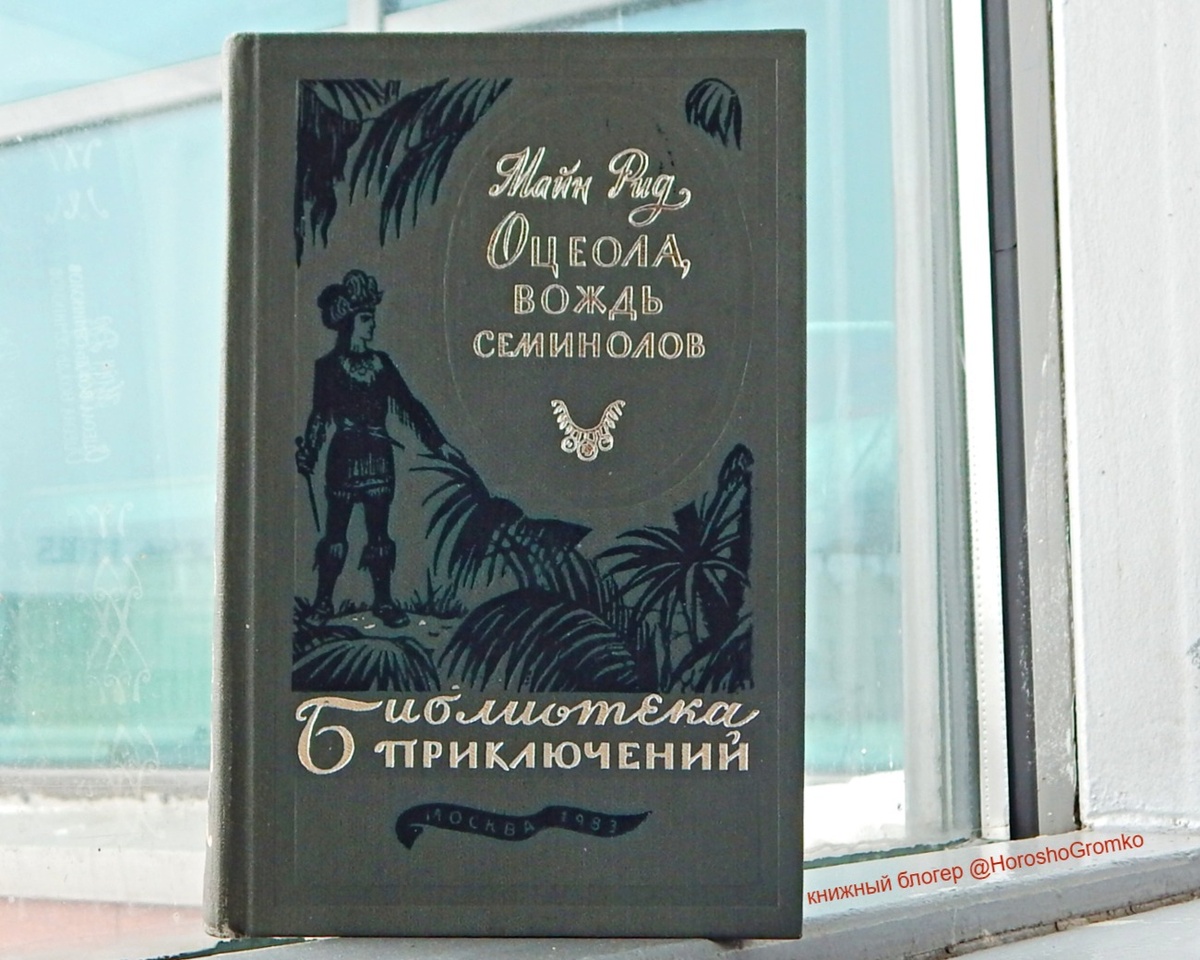 Майн Рид
Оцеола,
вождь
семинолов
Библиотека
приключений
МОСКВА 1983
книжный блогер @HoroshoGromko